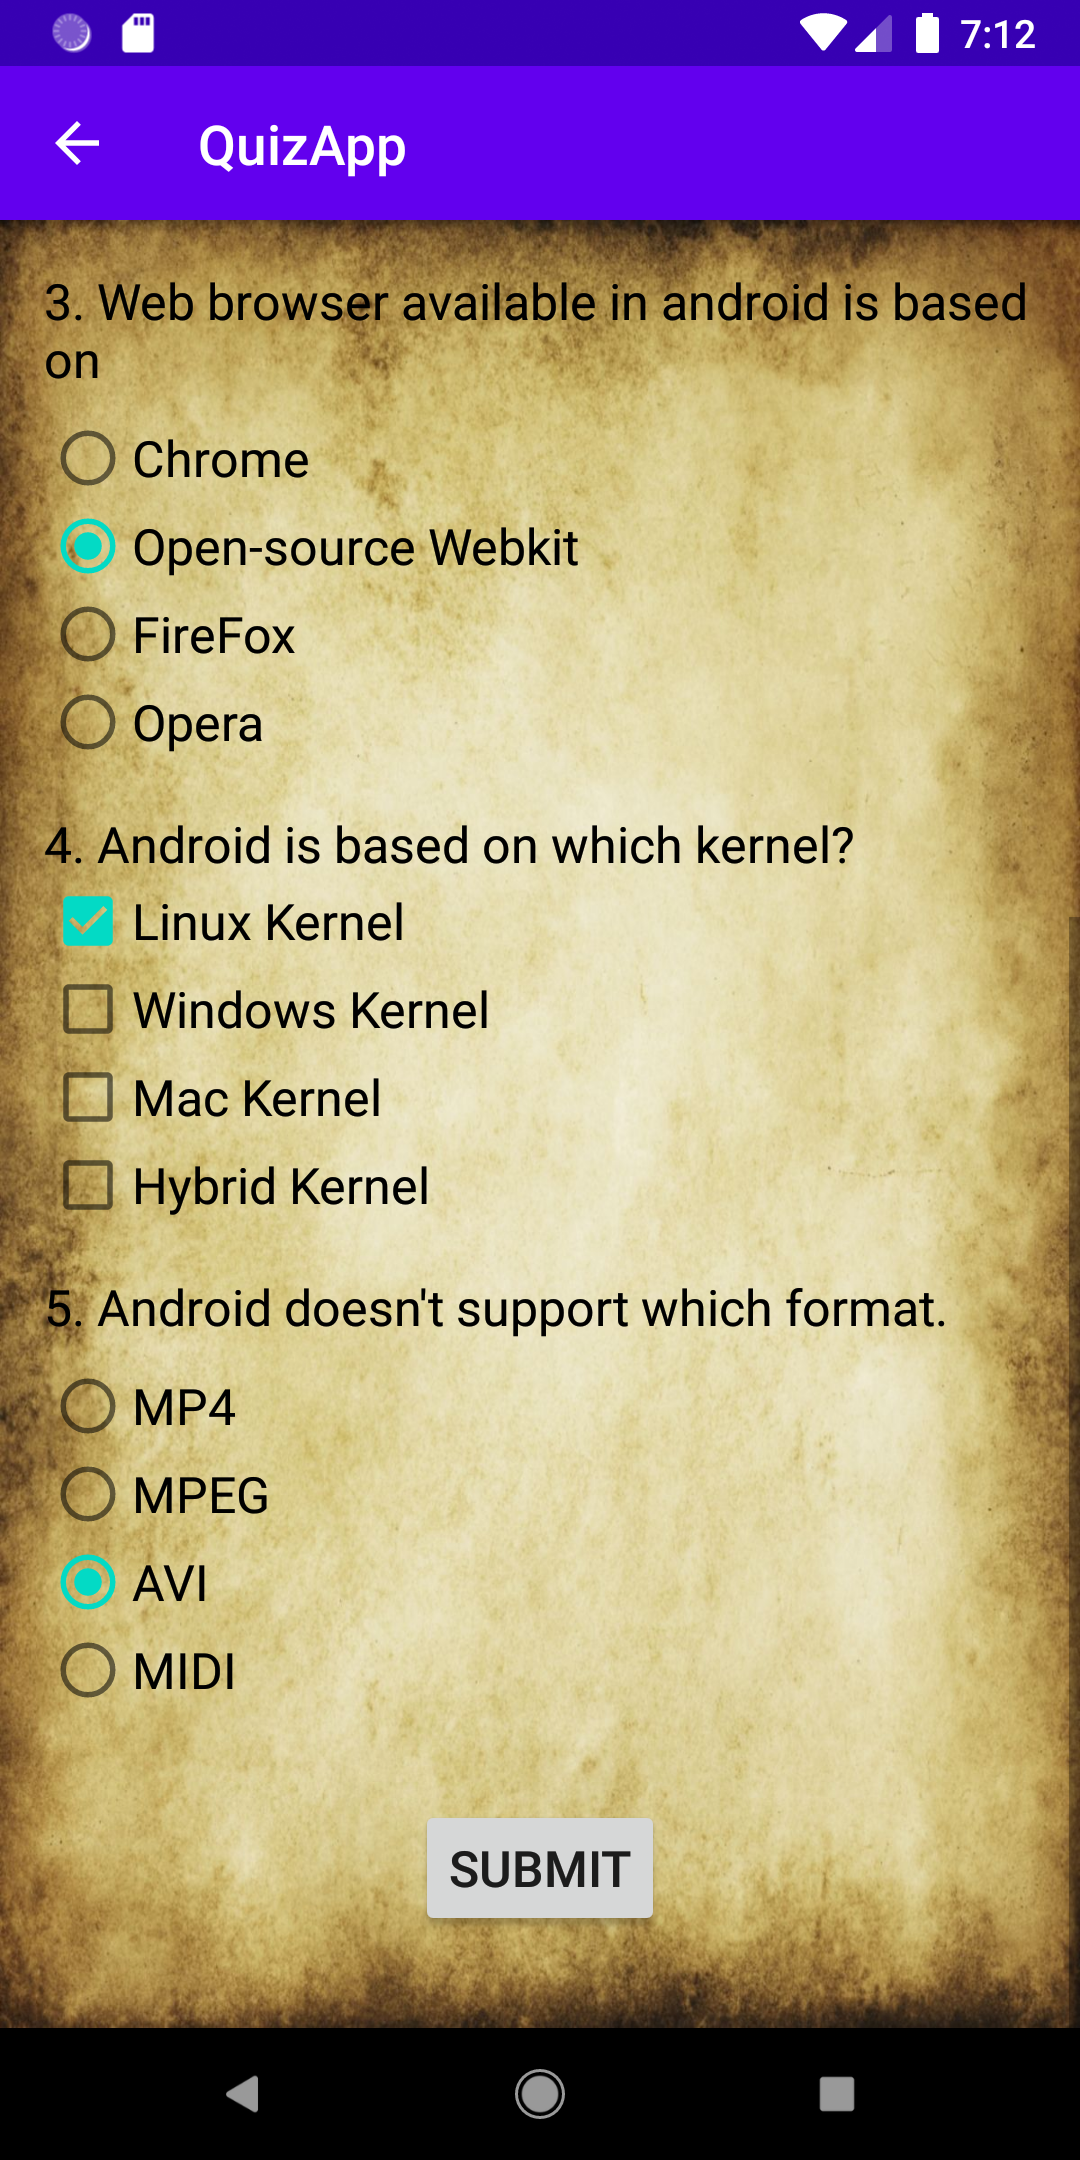 7:12
QuizApp
3. Web browser available in android is based
on
Chrome
Open-source Webkit
FireFox
Opera
4. Android is based on which kernel?
Linux Kernel
Windows Kernel
Mac Kernel
Hybrid Kernel
5. Android doesn't support which format.
MP4
MPEG
AVI
MIDI
SUBMIT